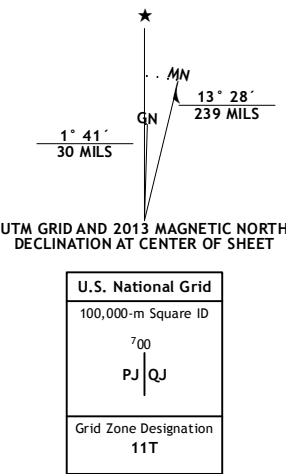 ★
MN
GN
13° 28´
239 MILS
1° 41´
30 MILS
UTM GRID AND 2013 MAGNETIC NORTH
DECLINATION AT CENTER OF SHEET
U.S. National Grid
100,000-m Square ID
⁷00
PJ QJ
Grid Zone Designation
11T